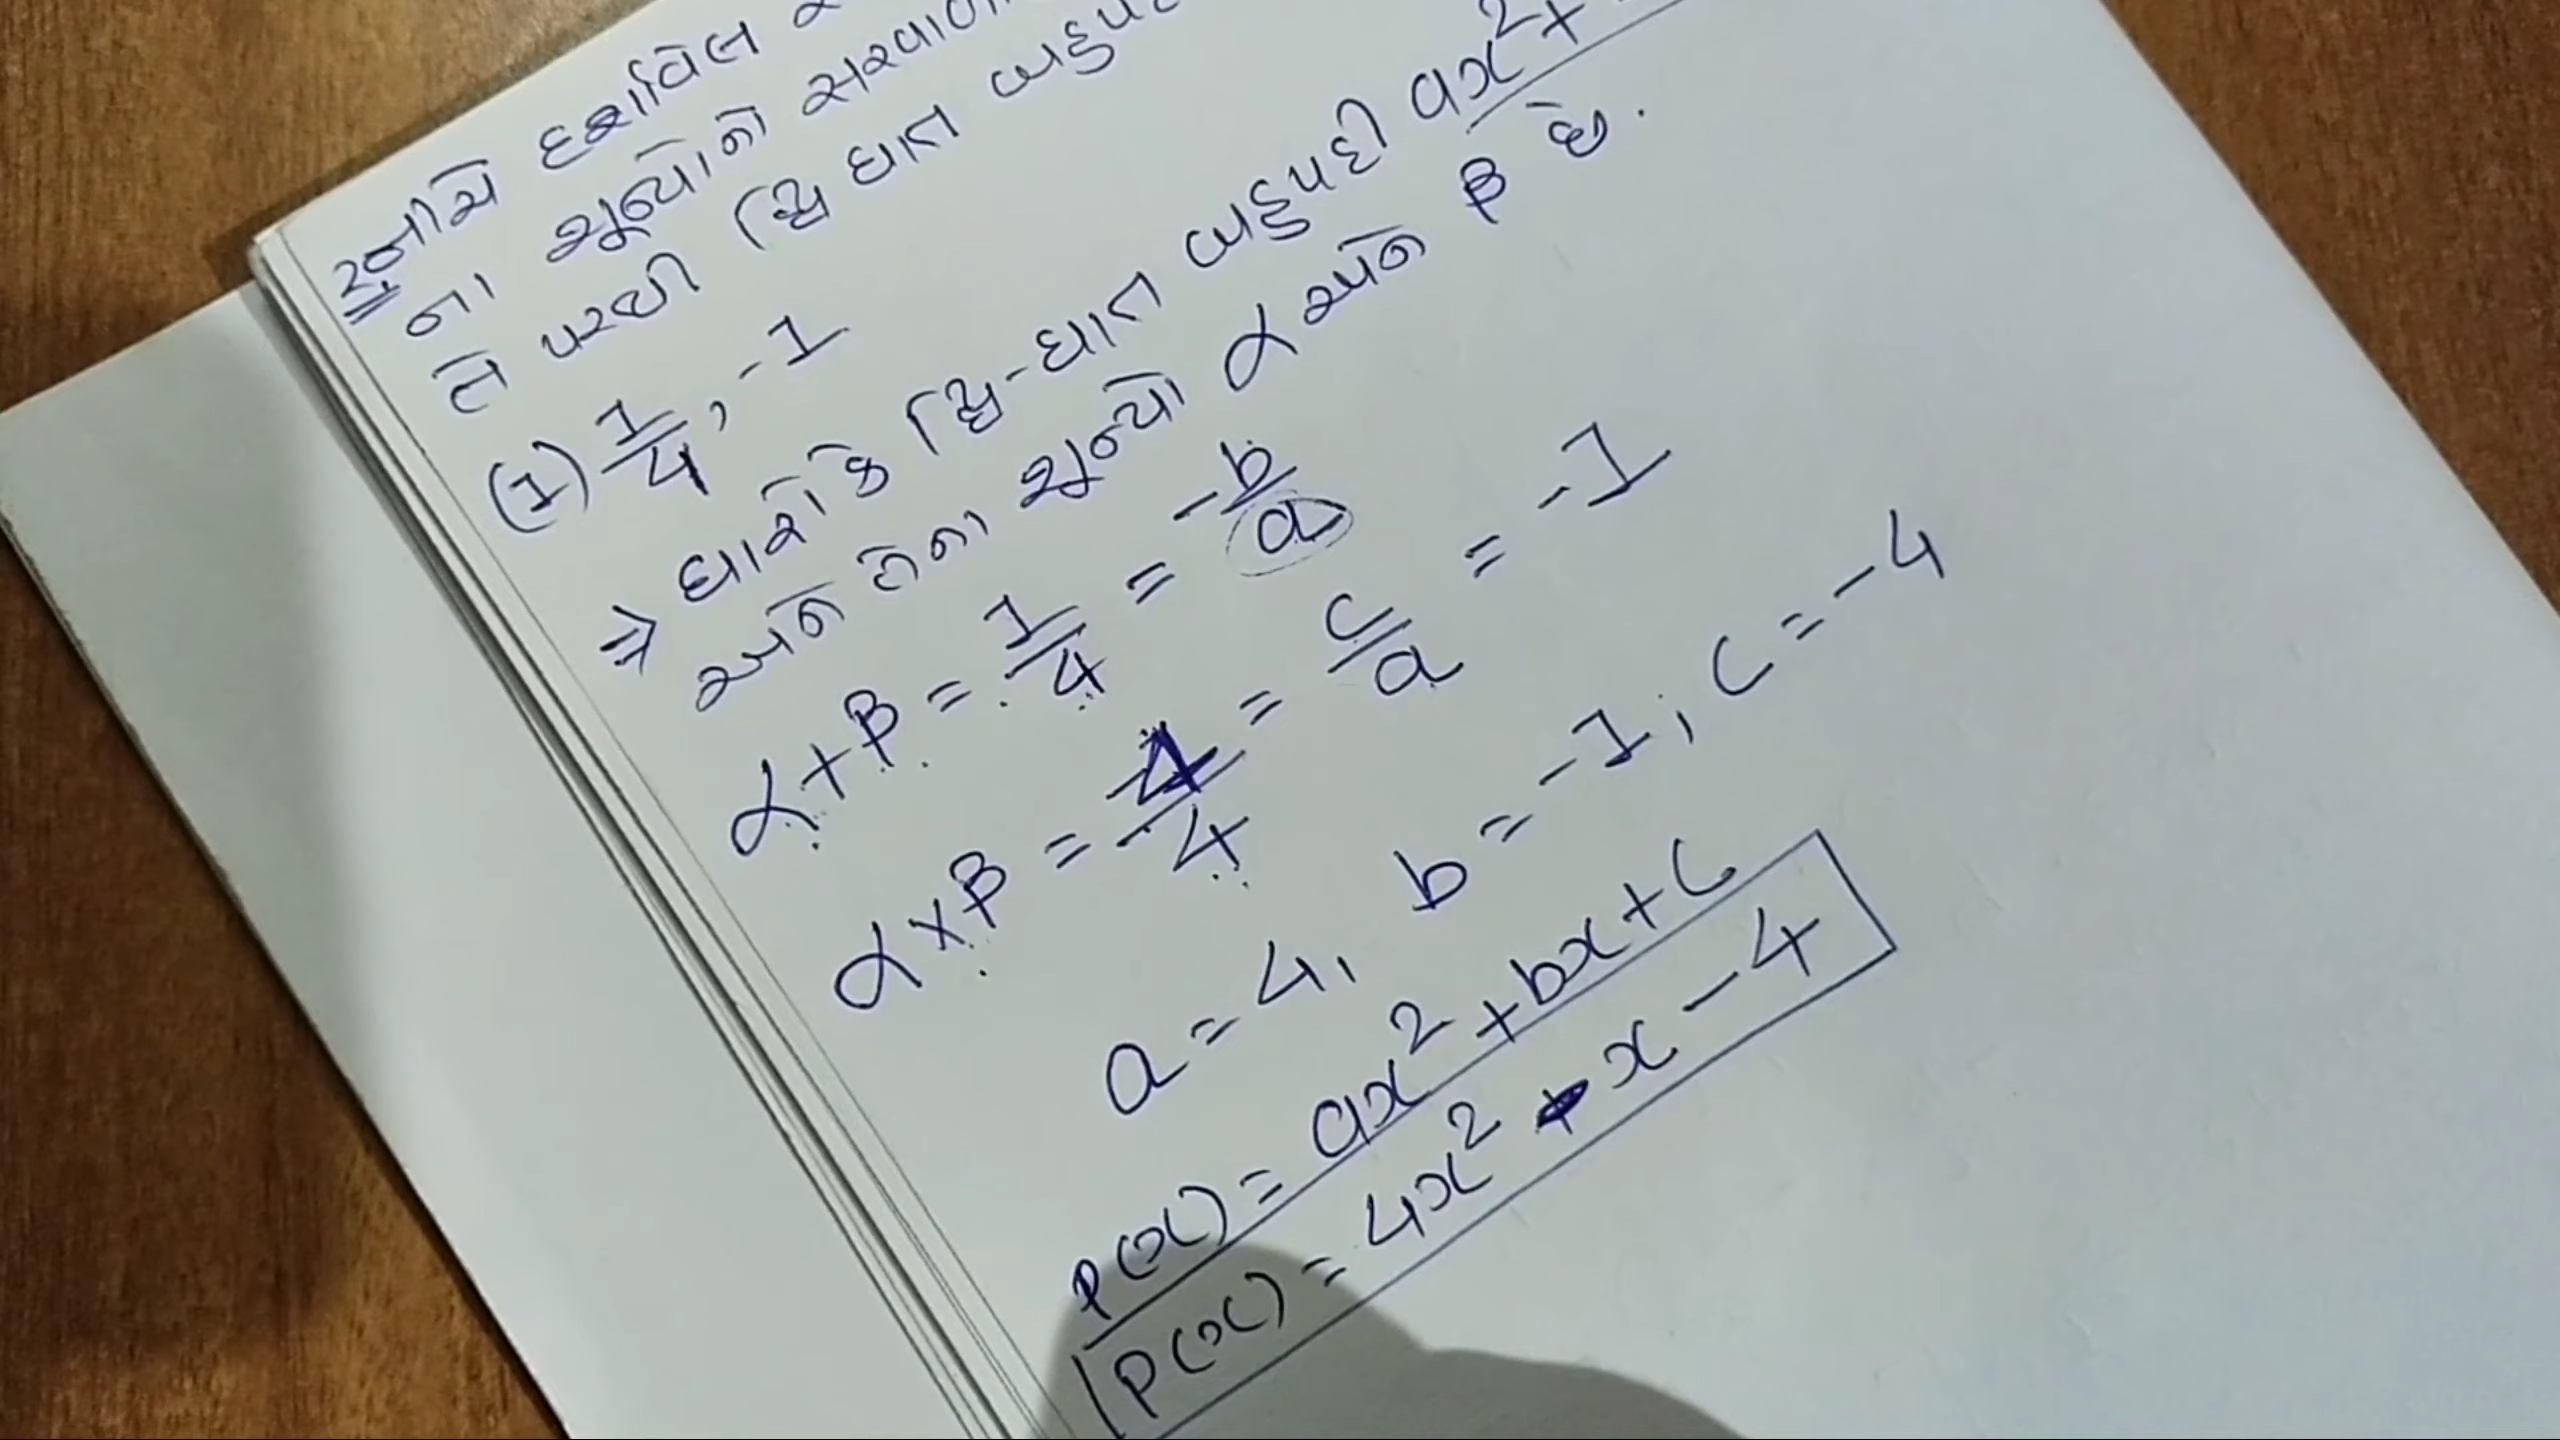 2. નીચે દર્શાવેલ
ના શૂન્યોનો સરવાળો
તે પરથી દ્વિઘાત બહુપદી
(1) 1/4, -1
⇒ ધારો કે દ્વિ-ઘાત બહુપદી ax² +
અને તેના શૂન્યો α અને β છે.
α + β = 1/4 = -b/a
α × β = 4/4 = c/a = -1
a = 4, b = -1, c = -4
P(x) = ax² + bx + c
P(x) = 4x² - x - 4